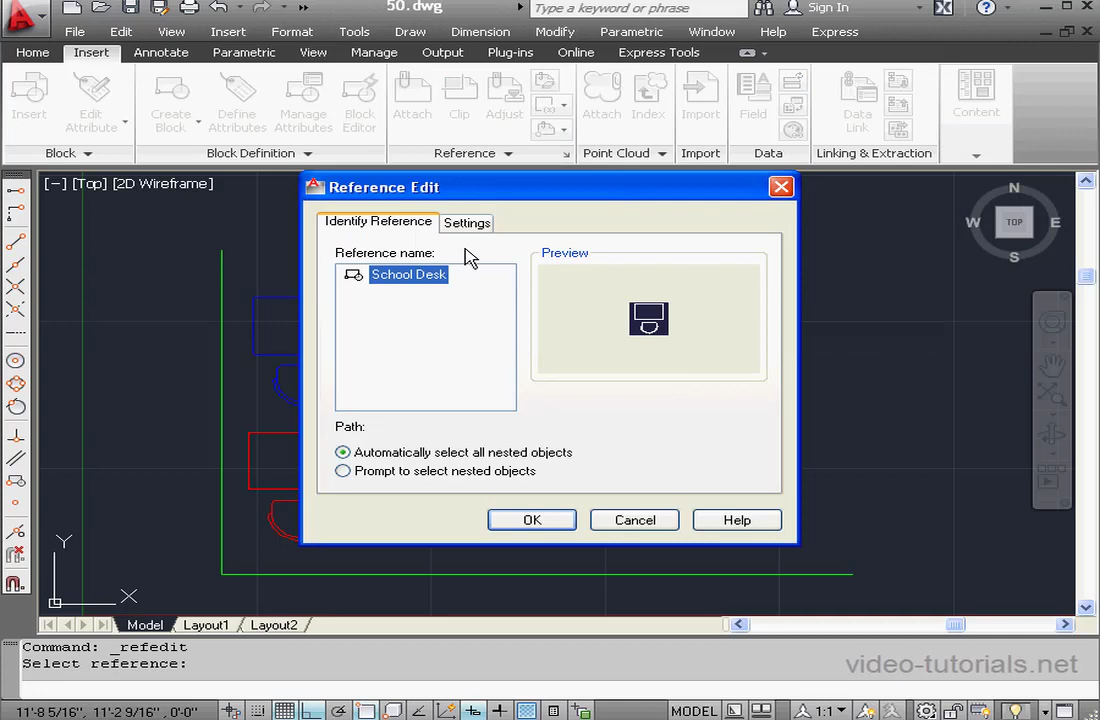 50.dwg
Type a keyword or phrase
Sign In
File Edit View Insert Format Tools Draw Dimension Modify Parametric Window Help Express
Home Insert Annotate Parametric View Manage Output Plug-ins Online Express Tools
Insert
Edit
Attribute
Create
Block
Define
Attributes
Manage
Attributes
Block
Editor
Attach
Clip
Adjust
Attach
Index
Import
Field
Data
Link
Content
Block Block Definition Reference Point Cloud Import Data Linking & Extraction
[−] [Top] [2D Wireframe]
N
W TOP E
S
Reference Edit
Identify Reference Settings
Reference name:
School Desk
Preview
Path:
Automatically select all nested objects
Prompt to select nested objects
OK Cancel Help
Y
X
Model Layout1 Layout2
Command: _refedit
Select reference:
video-tutorials.net
11'-8 5/16", 11'-2 9/16", 0'-0" MODEL 1:1